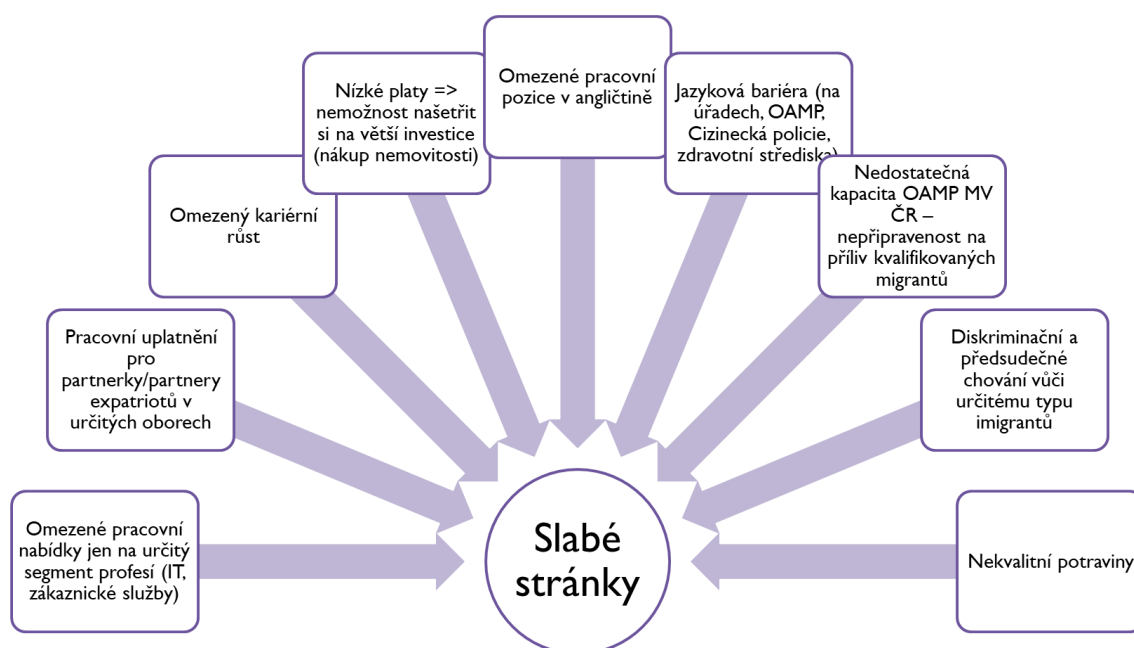 Omezené pracovní
nabídky jen na určitý
segment profesí (IT,
zákaznické služby)
Pracovní uplatnění
pro
partnerky/partnery
expatriotů v
určitých oborech
Omezený kariérní
růst
Nízké platy =>
nemožnost našetřit
si na větší investice
(nákup nemovitosti)
Omezené pracovní
pozice v angličtině
Jazyková bariéra (na
úřadech, OAMP,
Cizinecká policie,
zdravotní střediska)
Nedostatečná
kapacita OAMP MV
ČR –
nepřipravenost na
příliv kvalifikovaných
migrantů
Diskriminační a
předsudečné
chování vůči
určitému typu
imigrantů
Nekvalitní potraviny
Slabé
stránky